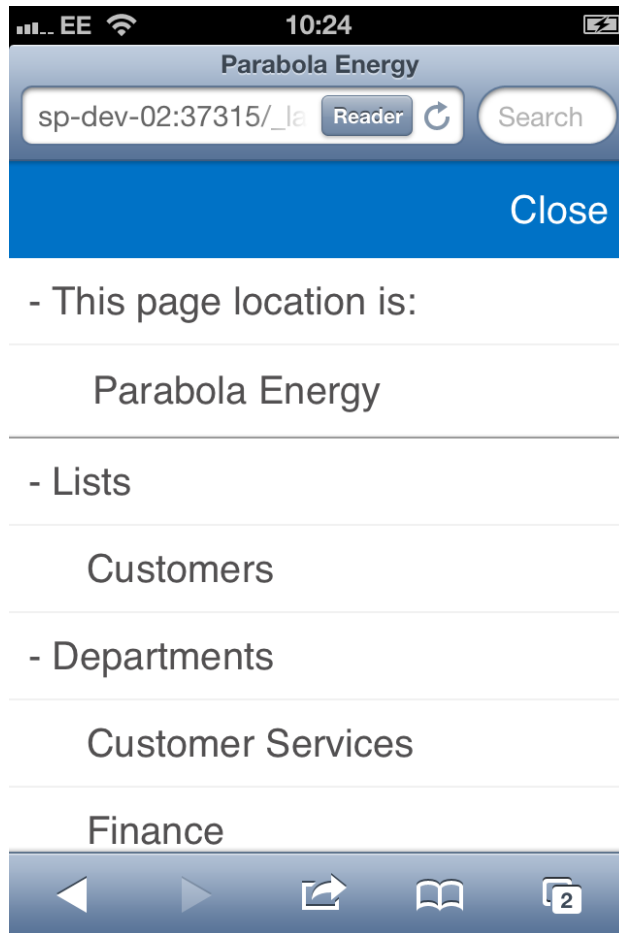 EE 10:24
Parabola Energy
sp-dev-02:37315/_la Reader Search
Close
- This page location is:
Parabola Energy
- Lists
Customers
- Departments
Customer Services
Finance
2